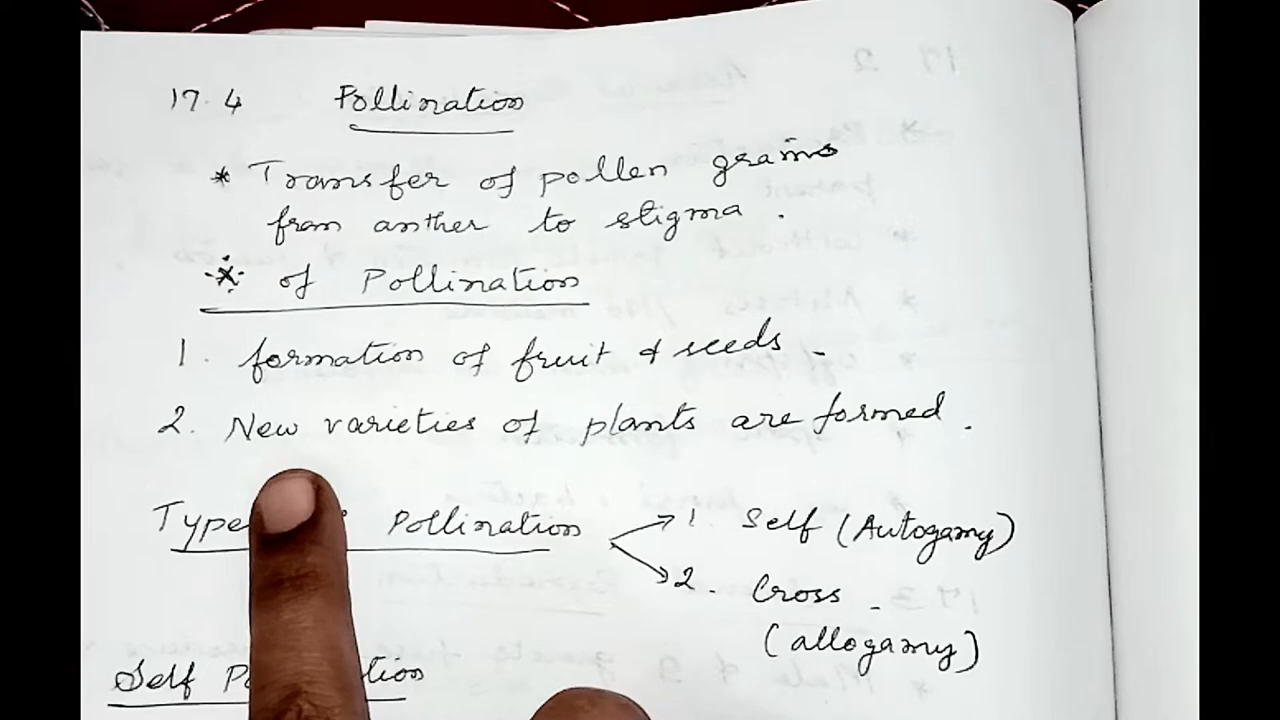 17.4 Pollination
* Transfer of pollen grains
from anther to stigma.
* of Pollination
1. formation of fruit & seeds.
2. New varieties of plants are formed.
Pollination 1. Self (Autogamy)
2. Cross
(allogamy)
Self